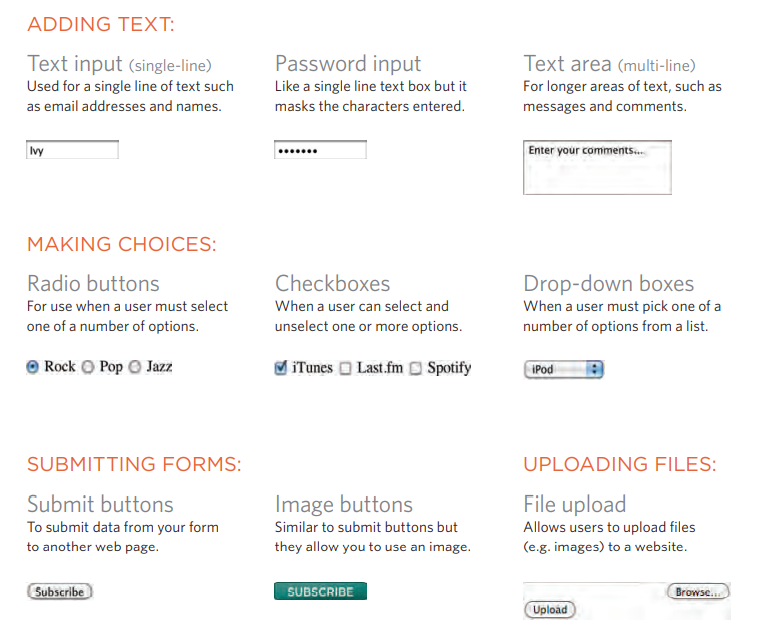 ADDING TEXT:
Text input (single-line)
Used for a single line of text such
as email addresses and names.
Ivy
Password input
Like a single line text box but it
masks the characters entered.
•••••••
Text area (multi-line)
For longer areas of text, such as
messages and comments.
Enter your comments...
MAKING CHOICES:
Radio buttons
For use when a user must select
one of a number of options.
Rock Pop Jazz
Checkboxes
When a user can select and
unselect one or more options.
iTunes Last.fm Spotify
Drop-down boxes
When a user must pick one of a
number of options from a list.
iPod
SUBMITTING FORMS:
Submit buttons
To submit data from your form
to another web page.
Subscribe
Image buttons
Similar to submit buttons but
they allow you to use an image.
SUBSCRIBE
UPLOADING FILES:
File upload
Allows users to upload files
(e.g. images) to a website.
Browse...
Upload